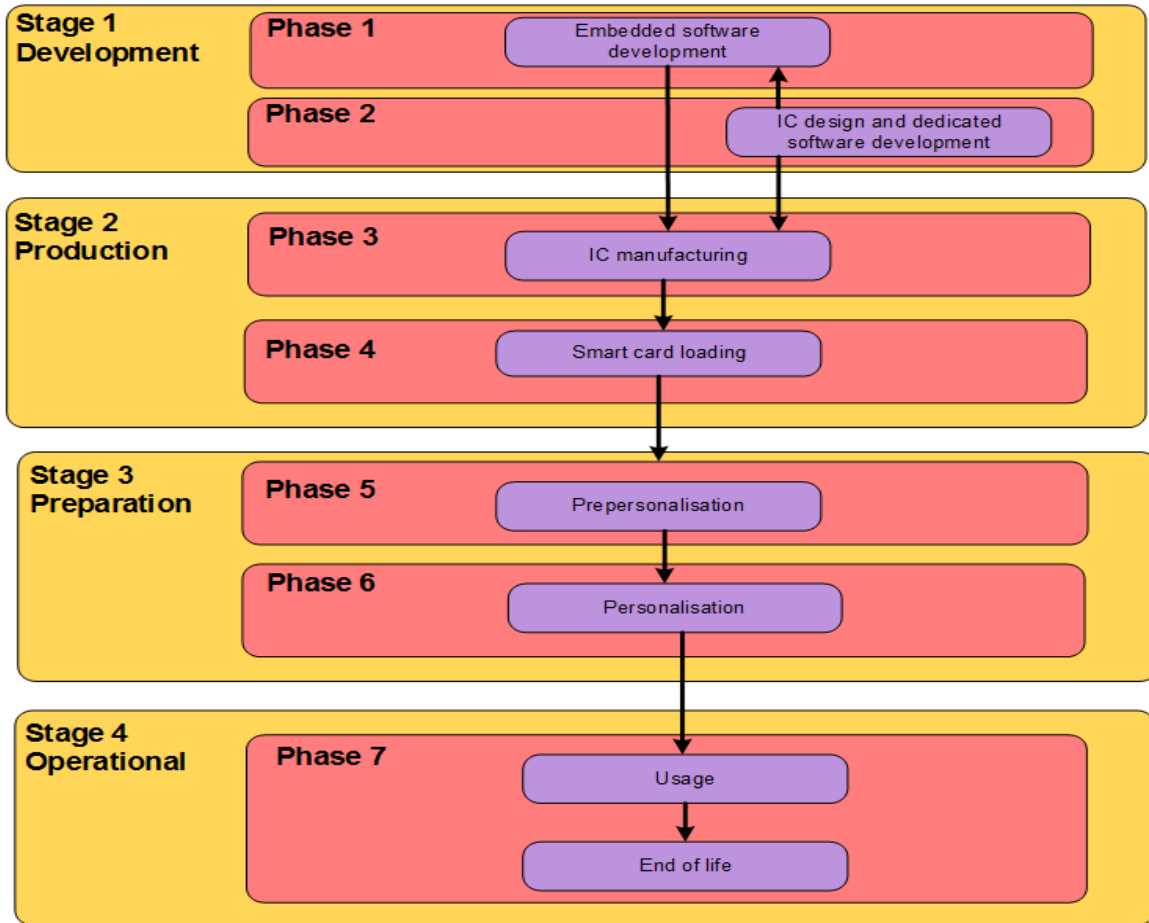 Stage 1
Development
Phase 1
Embedded software
development
Phase 2
IC design and dedicated
software development
Stage 2
Production
Phase 3
IC manufacturing
Phase 4
Smart card loading
Stage 3
Preparation
Phase 5
Prepersonalisation
Phase 6
Personalisation
Stage 4
Operational
Phase 7
Usage
End of life